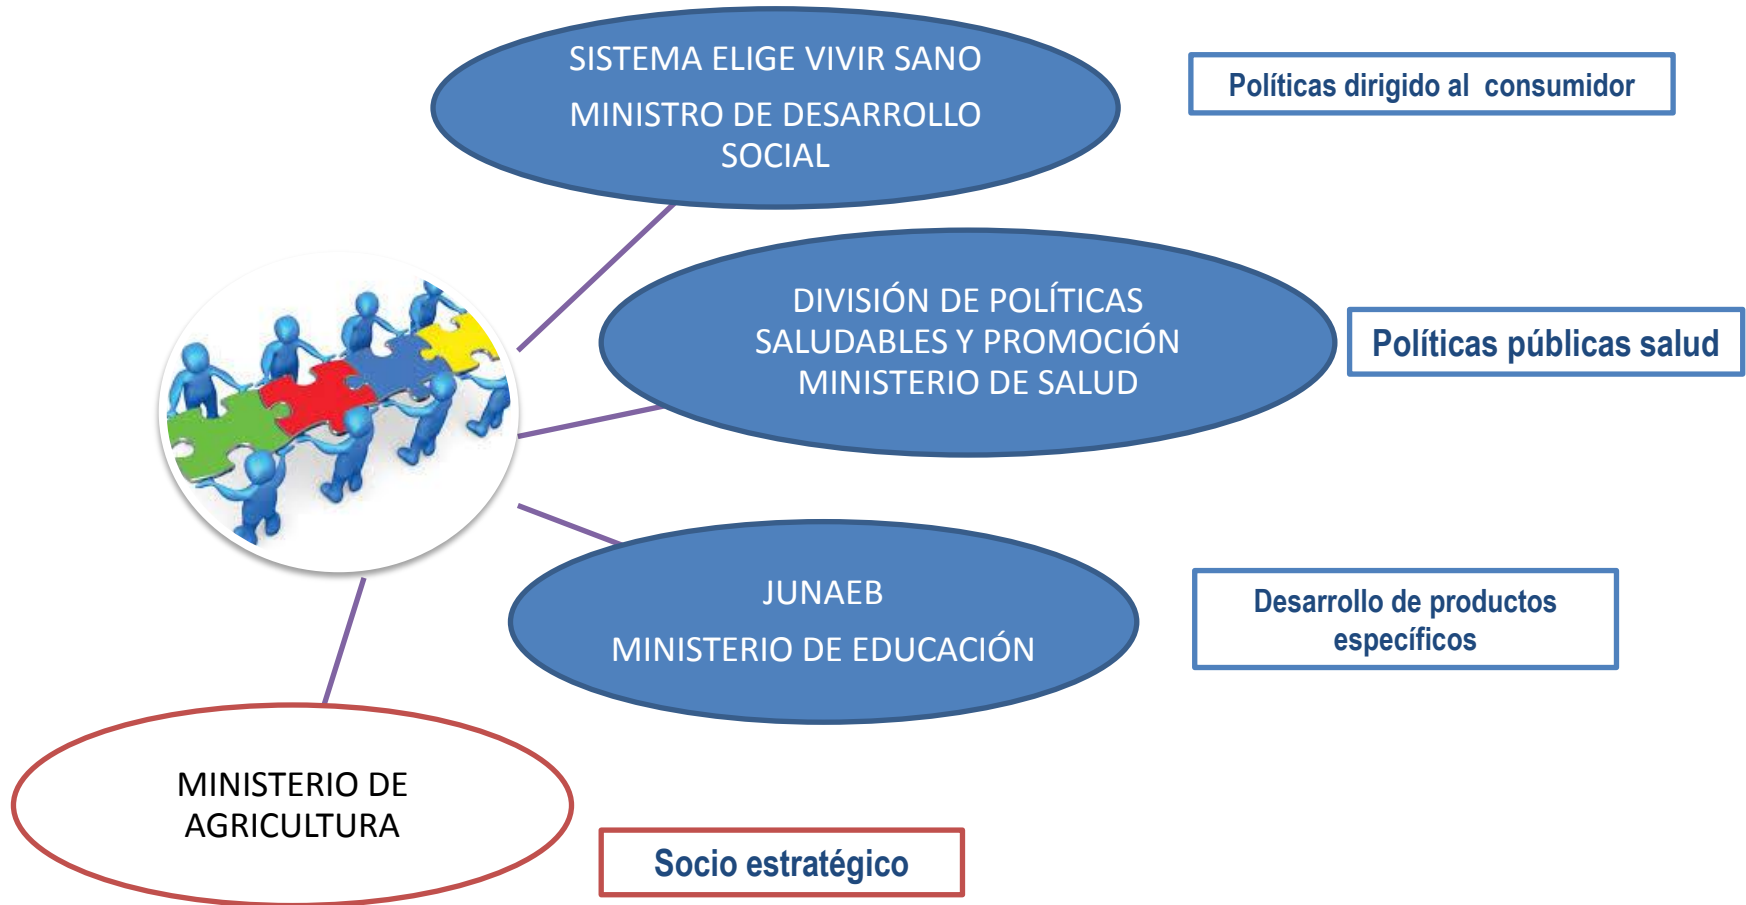 SISTEMA ELIGE VIVIR SANO
MINISTRO DE DESARROLLO
SOCIAL
Políticas dirigido al consumidor
DIVISIÓN DE POLÍTICAS
SALUDABLES Y PROMOCIÓN
MINISTERIO DE SALUD
Políticas públicas salud
JUNAEB
MINISTERIO DE EDUCACIÓN
Desarrollo de productos
específicos
MINISTERIO DE
AGRICULTURA
Socio estratégico